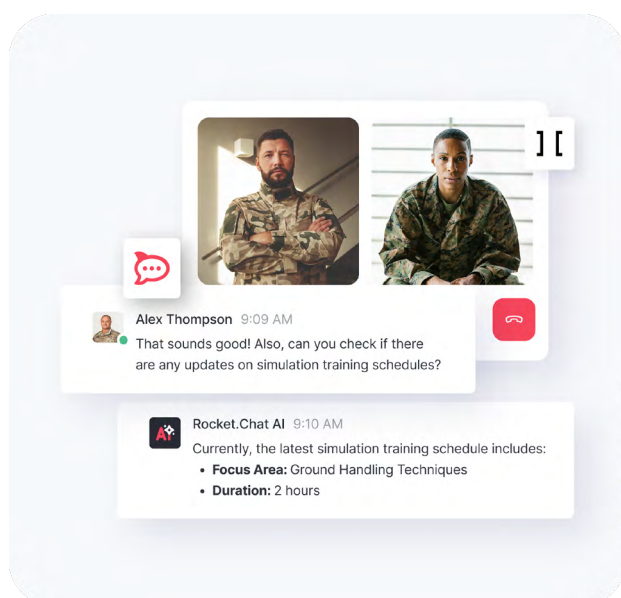 ][
Alex Thompson 9:09 AM
That sounds good! Also, can you check if there
are any updates on simulation training schedules?
AI
Rocket.Chat AI 9:10 AM
Currently, the latest simulation training schedule includes:
• Focus Area: Ground Handling Techniques
• Duration: 2 hours